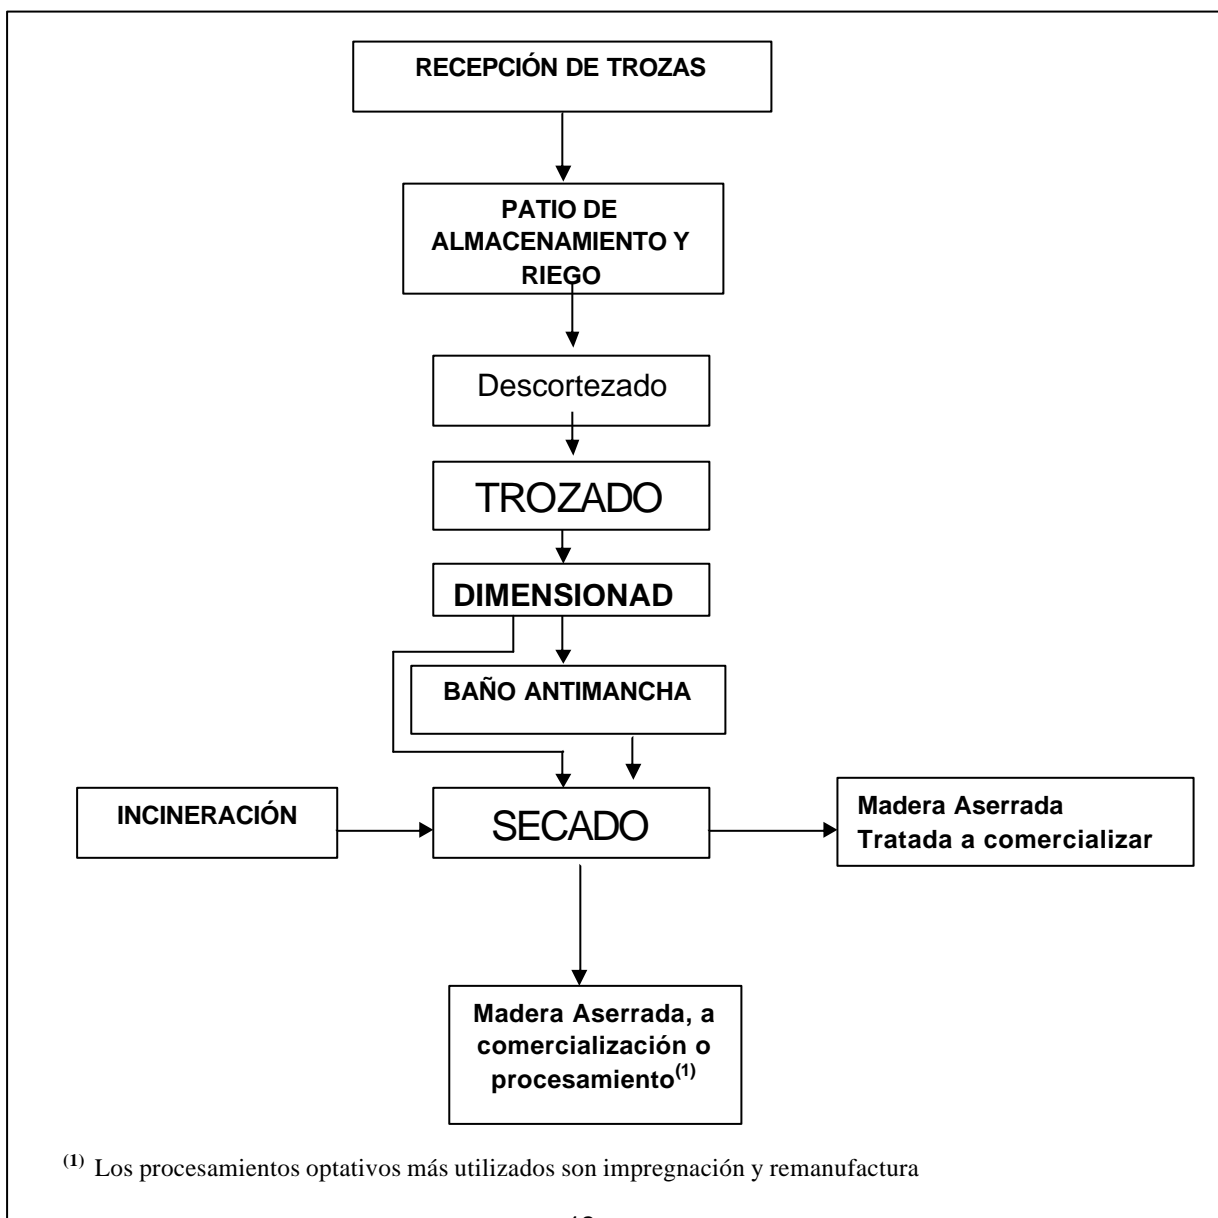 RECEPCIÓN DE TROZAS
PATIO DE
ALMACENAMIENTO Y
RIEGO
Descortezado
TROZADO
DIMENSIONAD
BAÑO ANTIMANCHA
INCINERACIÓN
SECADO
Madera Aserrada
Tratada a comercializar
Madera Aserrada, a
comercialización o
procesamiento(1)
(1) Los procesamientos optativos más utilizados son impregnación y remanufactura